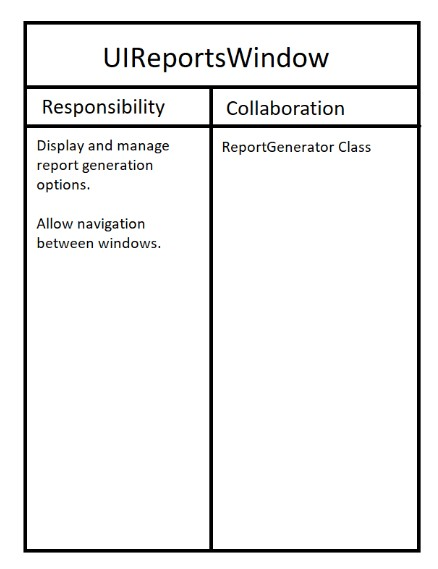 UIReportsWindow
Responsibility
Collaboration
Display and manage
report generation
options.
Allow navigation
between windows.
ReportGenerator Class